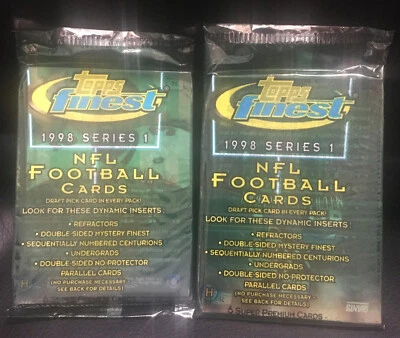 Topps
finest
1998 SERIES 1
NFL
FOOTBALL
CARDS
DRAFT PICK CARD IN EVERY PACK!
LOOK FOR THESE DYNAMIC INSERTS:
• REFRACTORS
• DOUBLE-SIDED MYSTERY FINEST
• SEQUENTIALLY NUMBERED CENTURIONS
• UNDERGRADS
• DOUBLE-SIDED NO-PROTECTOR
PARALLEL CARDS
(NO PURCHASE NECESSARY
SEE BACK FOR DETAILS)
H
Topps
finest
1998 SERIES 1
NFL
FOOTBALL
CARDS
DRAFT PICK CARD IN EVERY PACK!
LOOK FOR THESE DYNAMIC INSERTS:
• REFRACTORS
• DOUBLE-SIDED MYSTERY FINEST
• SEQUENTIALLY NUMBERED CENTURIONS
• UNDERGRADS
• DOUBLE-SIDED NO-PROTECTOR
PARALLEL CARDS
(NO PURCHASE NECESSARY
SEE BACK FOR DETAILS)
H
6 Super Premium Cards